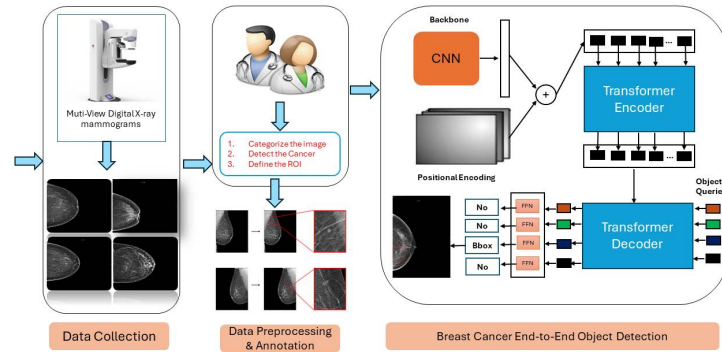 Muti-View Digital X-ray
mammograms
Data Collection
1. Categorize the image
2. Detect the Cancer
3. Define the ROI
Data Preprocessing
& Annotation
Backbone
CNN
Positional Encoding
+
...
Transformer
Encoder
...
Object
Querie
Transformer
Decoder
FFN
FFN
FFN
FFN
No
No
Bbox
No
Breast Cancer End-to-End Object Detection